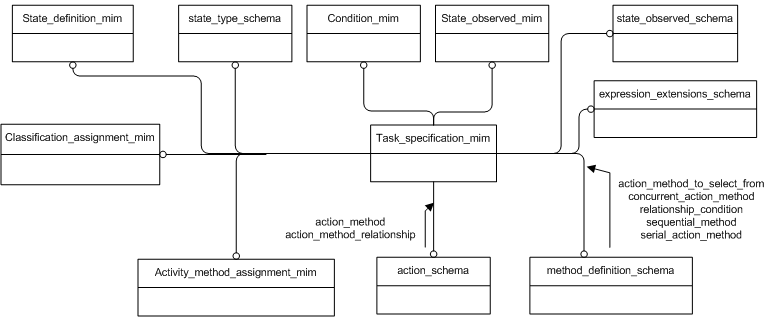 State_definition_mim
state_type_schema
Condition_mim
State_observed_mim
state_observed_schema
expression_extensions_schema
Classification_assignment_mim
Task_specification_mim
action_method_to_select_from
concurrent_action_method
relationship_condition
sequential_method
serial_action_method
action_method
action_method_relationship
Activity_method_assignment_mim
action_schema
method_definition_schema